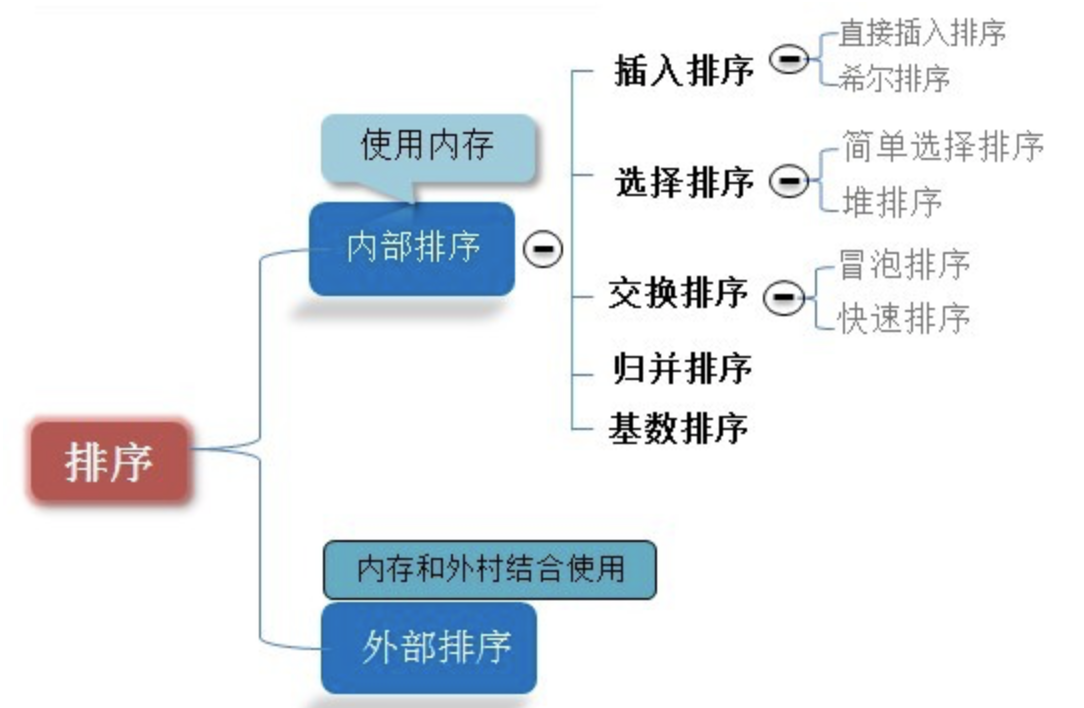 排序
使用内存
内部排序
插入排序
直接插入排序
希尔排序
选择排序
简单选择排序
堆排序
交换排序
冒泡排序
快速排序
归并排序
基数排序
内存和外村结合使用
外部排序